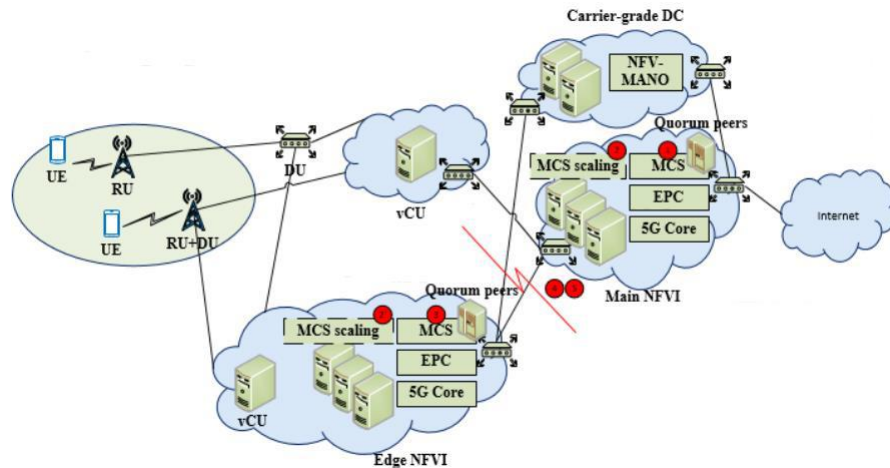 Carrier-grade DC
NFV-
MANO
Quorum peers
MCS scaling
MCS
EPC
5G Core
Main NFVI
Internet
UE
RU
DU
vCU
UE
RU+DU
Quorum peers
MCS scaling
MCS
EPC
5G Core
vCU
Edge NFVI